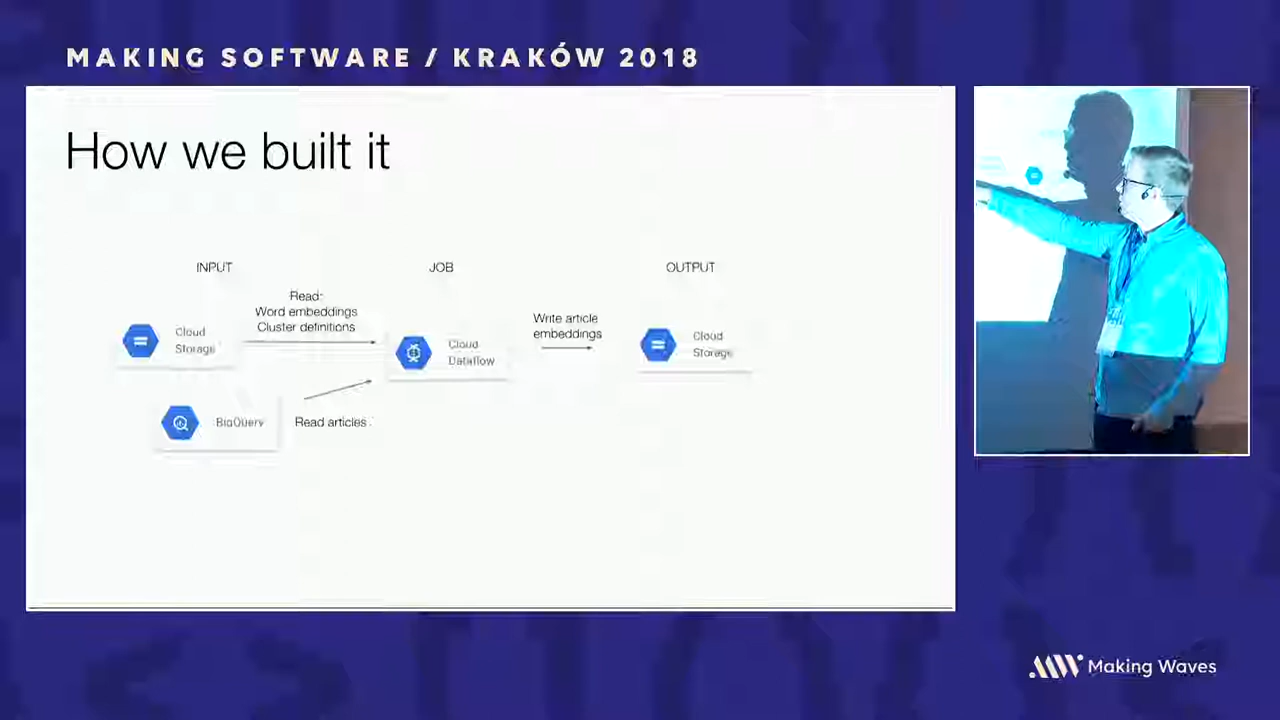 MAKING SOFTWARE / KRAKÓW 2018
How we built it
INPUT
JOB
OUTPUT
Read:
Word embeddings
Cluster definitions
Write article
embeddings
Cloud
Storage
Cloud
Dataflow
Cloud
Storage
BigQuery
Read articles
Making Waves